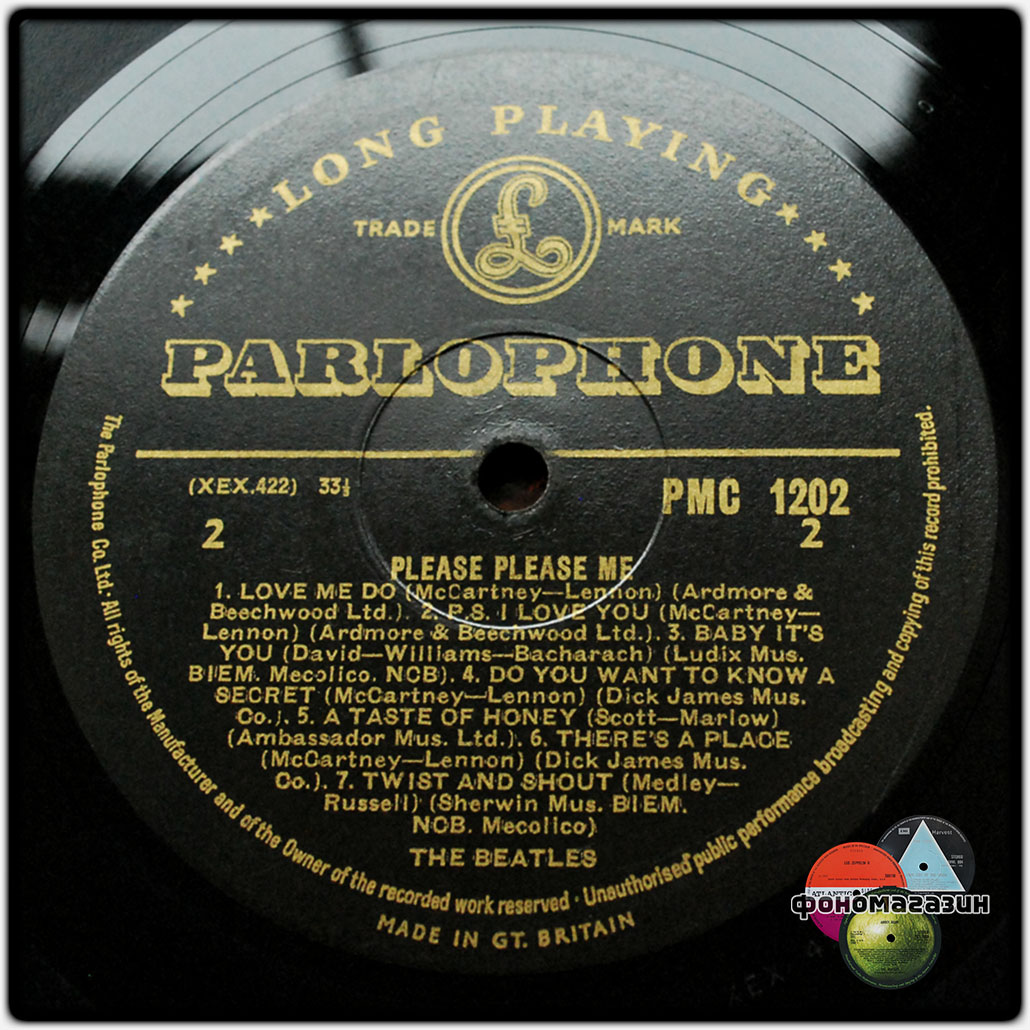 LONG PLAYING
TRADE £ MARK
PARLOPHONE
(XEX.422) 33⅓
PMC 1202
2
2
PLEASE PLEASE ME
1. LOVE ME DO (McCartney—Lennon) (Ardmore &
Beechwood Ltd.). 2. P.S. I LOVE YOU (McCartney—
Lennon) (Ardmore & Beechwood Ltd.). 3. BABY IT'S
YOU (David—Williams—Bacharach) (Ludix Mus.
BIEM. Mecolico. NCB). 4. DO YOU WANT TO KNOW A
SECRET (McCartney—Lennon) (Dick James Mus.
Co.). 5. A TASTE OF HONEY (Scott—Marlow)
(Ambassador Mus. Ltd.). 6. THERE'S A PLACE
(McCartney—Lennon) (Dick James Mus.
Co.). 7. TWIST AND SHOUT (Medley—
Russell) (Sherwin Mus. BIEM.
NCB. Mecolico)
THE BEATLES
The Parlophone Co. Ltd. · All rights of the Manufacturer and of the Owner of the recorded work reserved · Unauthorised public performance broadcasting and copying of this record prohibited.
MADE IN GT. BRITAIN
Harvest
ATLANTIC
фономагазин